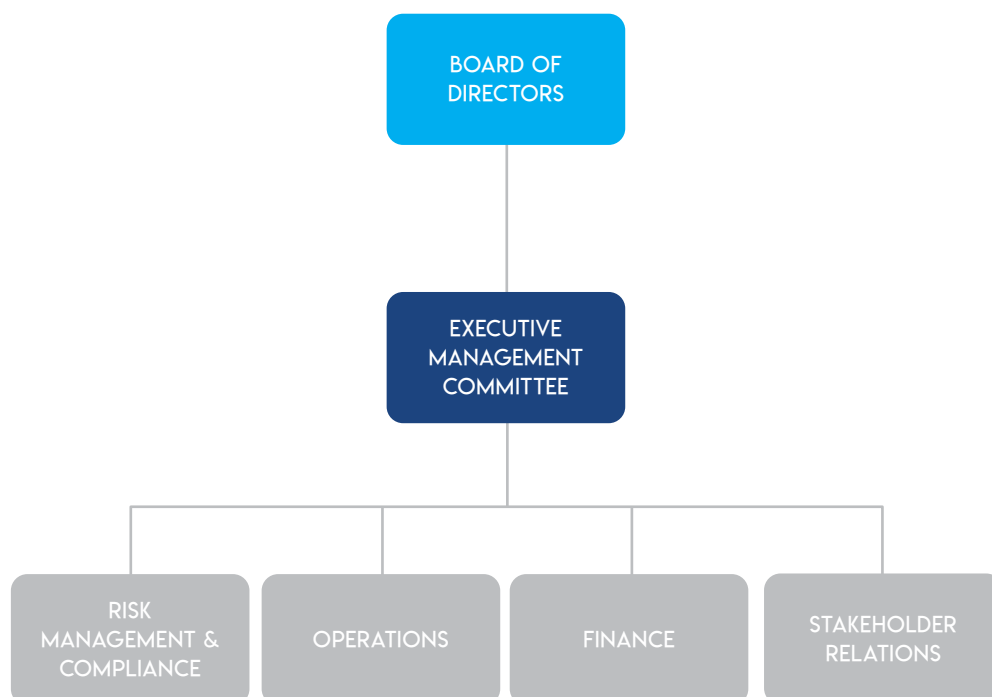 BOARD OF
DIRECTORS
EXECUTIVE
MANAGEMENT
COMMITTEE
RISK
MANAGEMENT &
COMPLIANCE
OPERATIONS
FINANCE
STAKEHOLDER
RELATIONS